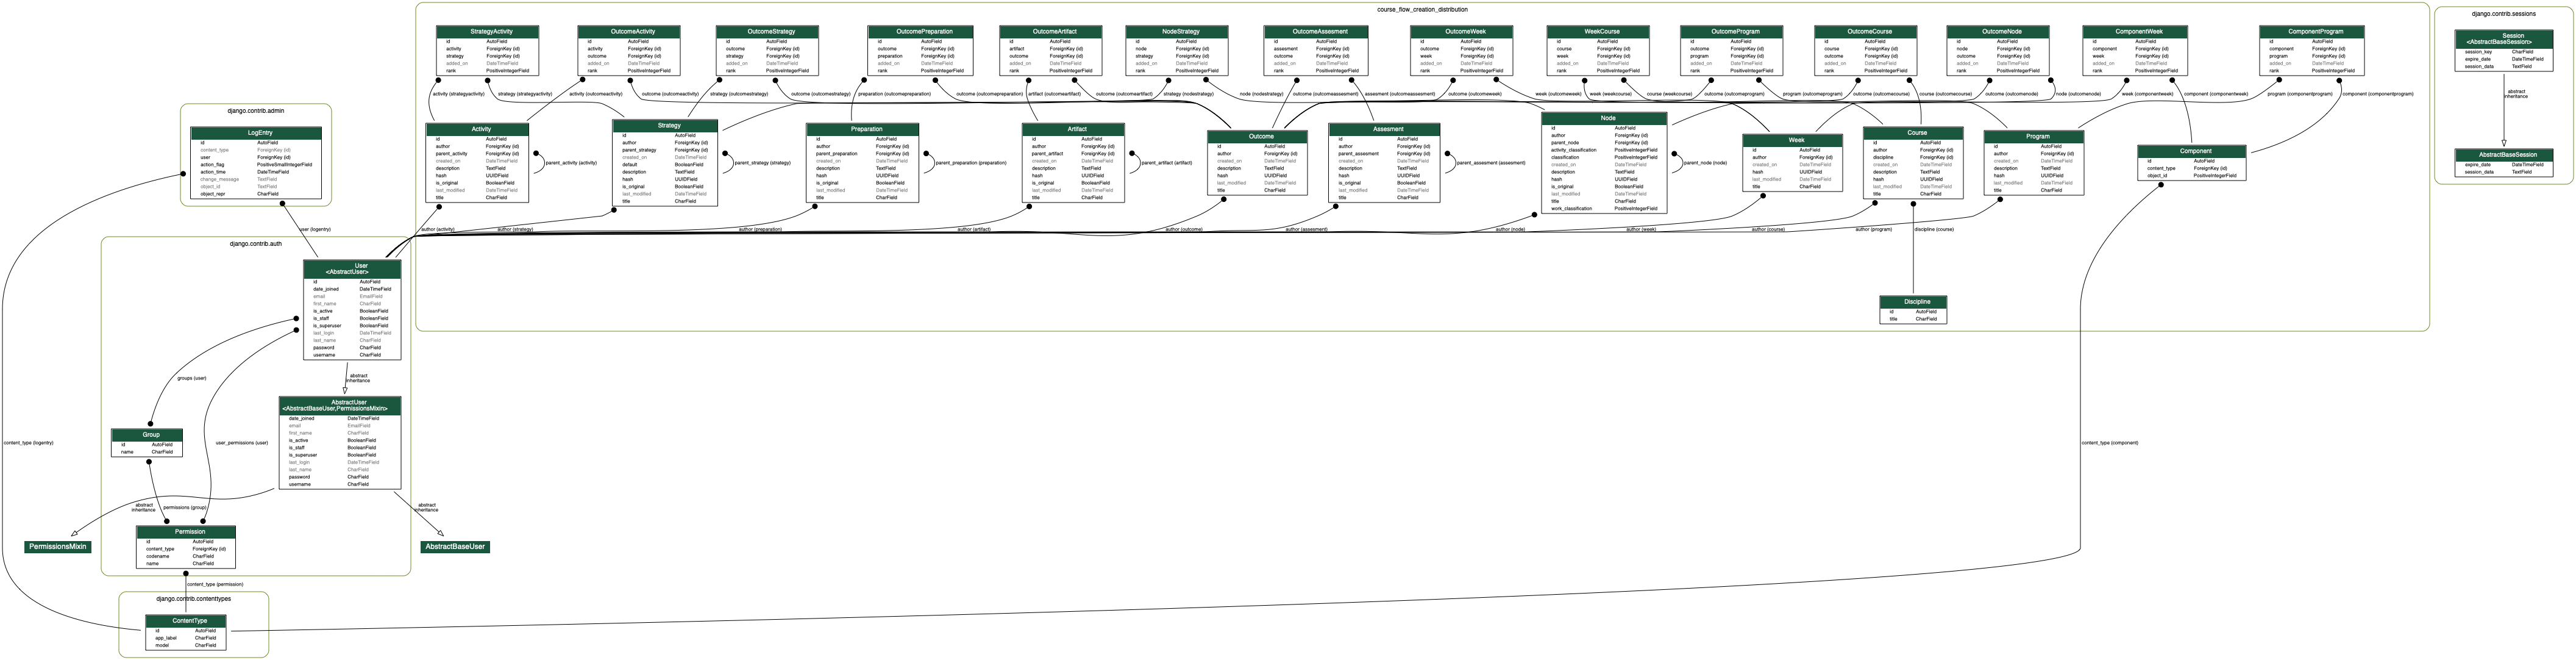 course_flow_creation_distribution
django.contrib.sessions
StrategyActivity
id AutoField
activity ForeignKey (id)
strategy ForeignKey (id)
added_on DateTimeField
rank PositiveIntegerField
OutcomeActivity
id AutoField
activity ForeignKey (id)
outcome ForeignKey (id)
added_on DateTimeField
rank PositiveIntegerField
OutcomeStrategy
id AutoField
outcome ForeignKey (id)
strategy ForeignKey (id)
added_on DateTimeField
rank PositiveIntegerField
OutcomePreparation
id AutoField
outcome ForeignKey (id)
preparation ForeignKey (id)
added_on DateTimeField
rank PositiveIntegerField
OutcomeArtifact
id AutoField
artifact ForeignKey (id)
outcome ForeignKey (id)
added_on DateTimeField
rank PositiveIntegerField
NodeStrategy
id AutoField
node ForeignKey (id)
strategy ForeignKey (id)
added_on DateTimeField
rank PositiveIntegerField
OutcomeAssesment
id AutoField
assesment ForeignKey (id)
outcome ForeignKey (id)
added_on DateTimeField
rank PositiveIntegerField
OutcomeWeek
id AutoField
outcome ForeignKey (id)
week ForeignKey (id)
added_on DateTimeField
rank PositiveIntegerField
WeekCourse
id AutoField
course ForeignKey (id)
week ForeignKey (id)
added_on DateTimeField
rank PositiveIntegerField
OutcomeProgram
id AutoField
outcome ForeignKey (id)
program ForeignKey (id)
added_on DateTimeField
rank PositiveIntegerField
OutcomeCourse
id AutoField
course ForeignKey (id)
outcome ForeignKey (id)
added_on DateTimeField
rank PositiveIntegerField
OutcomeNode
id AutoField
node ForeignKey (id)
outcome ForeignKey (id)
added_on DateTimeField
rank PositiveIntegerField
ComponentWeek
id AutoField
component ForeignKey (id)
week ForeignKey (id)
added_on DateTimeField
rank PositiveIntegerField
ComponentProgram
id AutoField
component ForeignKey (id)
program ForeignKey (id)
added_on DateTimeField
rank PositiveIntegerField
Session
<AbstractBaseSession>
session_key CharField
expire_date DateTimeField
session_data TextField
activity (strategyactivity)
strategy (strategyactivity)
activity (outcomeactivity)
outcome (outcomeactivity)
strategy (outcomestrategy)
outcome (outcomestrategy)
preparation (outcomepreparation)
outcome (outcomepreparation)
artifact (outcomeartifact)
outcome (outcomeartifact)
strategy (nodestrategy)
node (nodestrategy)
outcome (outcomeassesment)
assesment (outcomeassesment)
outcome (outcomeweek)
week (outcomeweek)
week (weekcourse)
course (weekcourse)
outcome (outcomeprogram)
program (outcomeprogram)
outcome (outcomecourse)
course (outcomecourse)
outcome (outcomenode)
node (outcomenode)
week (componentweek)
component (componentweek)
program (componentprogram)
component (componentprogram)
abstract
inheritance
django.contrib.admin
LogEntry
id AutoField
content_type ForeignKey (id)
user ForeignKey (id)
action_flag PositiveSmallIntegerField
action_time DateTimeField
change_message TextField
object_id TextField
object_repr CharField
Activity
id AutoField
author ForeignKey (id)
parent_activity ForeignKey (id)
created_on DateTimeField
description TextField
hash UUIDField
is_original BooleanField
last_modified DateTimeField
title CharField
parent_activity (activity)
Strategy
id AutoField
author ForeignKey (id)
parent_strategy ForeignKey (id)
created_on DateTimeField
default BooleanField
description TextField
hash UUIDField
is_original BooleanField
last_modified DateTimeField
title CharField
parent_strategy (strategy)
Preparation
id AutoField
author ForeignKey (id)
parent_preparation ForeignKey (id)
created_on DateTimeField
description TextField
hash UUIDField
is_original BooleanField
last_modified DateTimeField
title CharField
parent_preparation (preparation)
Artifact
id AutoField
author ForeignKey (id)
parent_artifact ForeignKey (id)
created_on DateTimeField
description TextField
hash UUIDField
is_original BooleanField
last_modified DateTimeField
title CharField
parent_artifact (artifact)
Outcome
id AutoField
author ForeignKey (id)
created_on DateTimeField
description TextField
hash UUIDField
last_modified DateTimeField
title CharField
Assesment
id AutoField
author ForeignKey (id)
parent_assesment ForeignKey (id)
created_on DateTimeField
description TextField
hash UUIDField
is_original BooleanField
last_modified DateTimeField
title CharField
parent_assesment (assesment)
Node
id AutoField
author ForeignKey (id)
parent_node ForeignKey (id)
activity_classification PositiveIntegerField
classification PositiveIntegerField
created_on DateTimeField
description TextField
hash UUIDField
is_original BooleanField
last_modified DateTimeField
title CharField
work_classification PositiveIntegerField
parent_node (node)
Week
id AutoField
author ForeignKey (id)
created_on DateTimeField
hash UUIDField
last_modified DateTimeField
title CharField
Course
id AutoField
author ForeignKey (id)
discipline ForeignKey (id)
created_on DateTimeField
description TextField
hash UUIDField
last_modified DateTimeField
title CharField
Program
id AutoField
author ForeignKey (id)
created_on DateTimeField
description TextField
hash UUIDField
last_modified DateTimeField
title CharField
Component
id AutoField
content_type ForeignKey (id)
object_id PositiveIntegerField
AbstractBaseSession
expire_date DateTimeField
session_data TextField
user (logentry)
author (activity)
author (strategy)
author (preparation)
author (artifact)
author (outcome)
author (assesment)
author (node)
author (week)
author (course)
author (program)
discipline (course)
django.contrib.auth
User
<AbstractUser>
id AutoField
date_joined DateTimeField
email EmailField
first_name CharField
is_active BooleanField
is_staff BooleanField
is_superuser BooleanField
last_login DateTimeField
last_name CharField
password CharField
username CharField
Discipline
id AutoField
title CharField
groups (user)
abstract
inheritance
AbstractUser
<AbstractBaseUser,PermissionsMixin>
date_joined DateTimeField
email EmailField
first_name CharField
is_active BooleanField
is_staff BooleanField
is_superuser BooleanField
last_login DateTimeField
last_name CharField
password CharField
username CharField
Group
id AutoField
name CharField
content_type (logentry)
user_permissions (user)
content_type (component)
abstract
inheritance
permissions (group)
abstract
inheritance
Permission
id AutoField
content_type ForeignKey (id)
codename CharField
name CharField
PermissionsMixin
AbstractBaseUser
content_type (permission)
django.contrib.contenttypes
ContentType
id AutoField
app_label CharField
model CharField